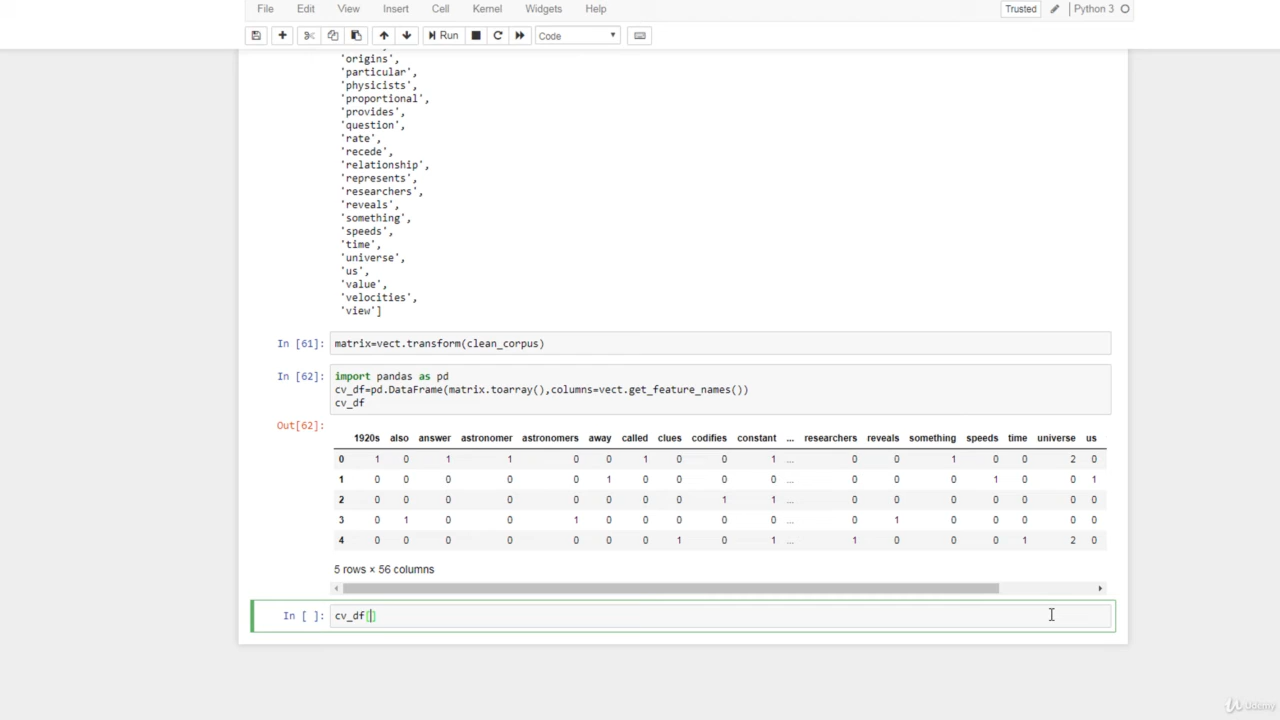 File Edit View Insert Cell Kernel Widgets Help Trusted Python 3
Run Code
'origins',
'particular',
'physicists',
'proportional',
'provides',
'question',
'rate',
'recede',
'relationship',
'represents',
'researchers',
'reveals',
'something',
'speeds',
'time',
'universe',
'us',
'value',
'velocities',
'view']
In [61]: matrix=vect.transform(clean_corpus)
In [62]: import pandas as pd
cv_df=pd.DataFrame(matrix.toarray(),columns=vect.get_feature_names())
cv_df
Out[62]:
1920s also answer astronomer astronomers away called clues codifies constant ... researchers reveals something speeds time universe us
0 1 0 1 1 0 0 1 0 0 1 ... 0 0 1 0 0 2 0
1 0 0 0 0 0 1 0 0 0 0 ... 0 0 0 1 0 0 1
2 0 0 0 0 0 0 0 0 1 1 ... 0 0 0 0 0 0 0
3 0 1 0 0 1 0 0 0 0 0 ... 0 1 0 0 0 0 0
4 0 0 0 0 0 0 0 1 0 1 ... 1 0 0 0 1 2 0
5 rows × 56 columns
In [ ]: cv_df[]
Udemy